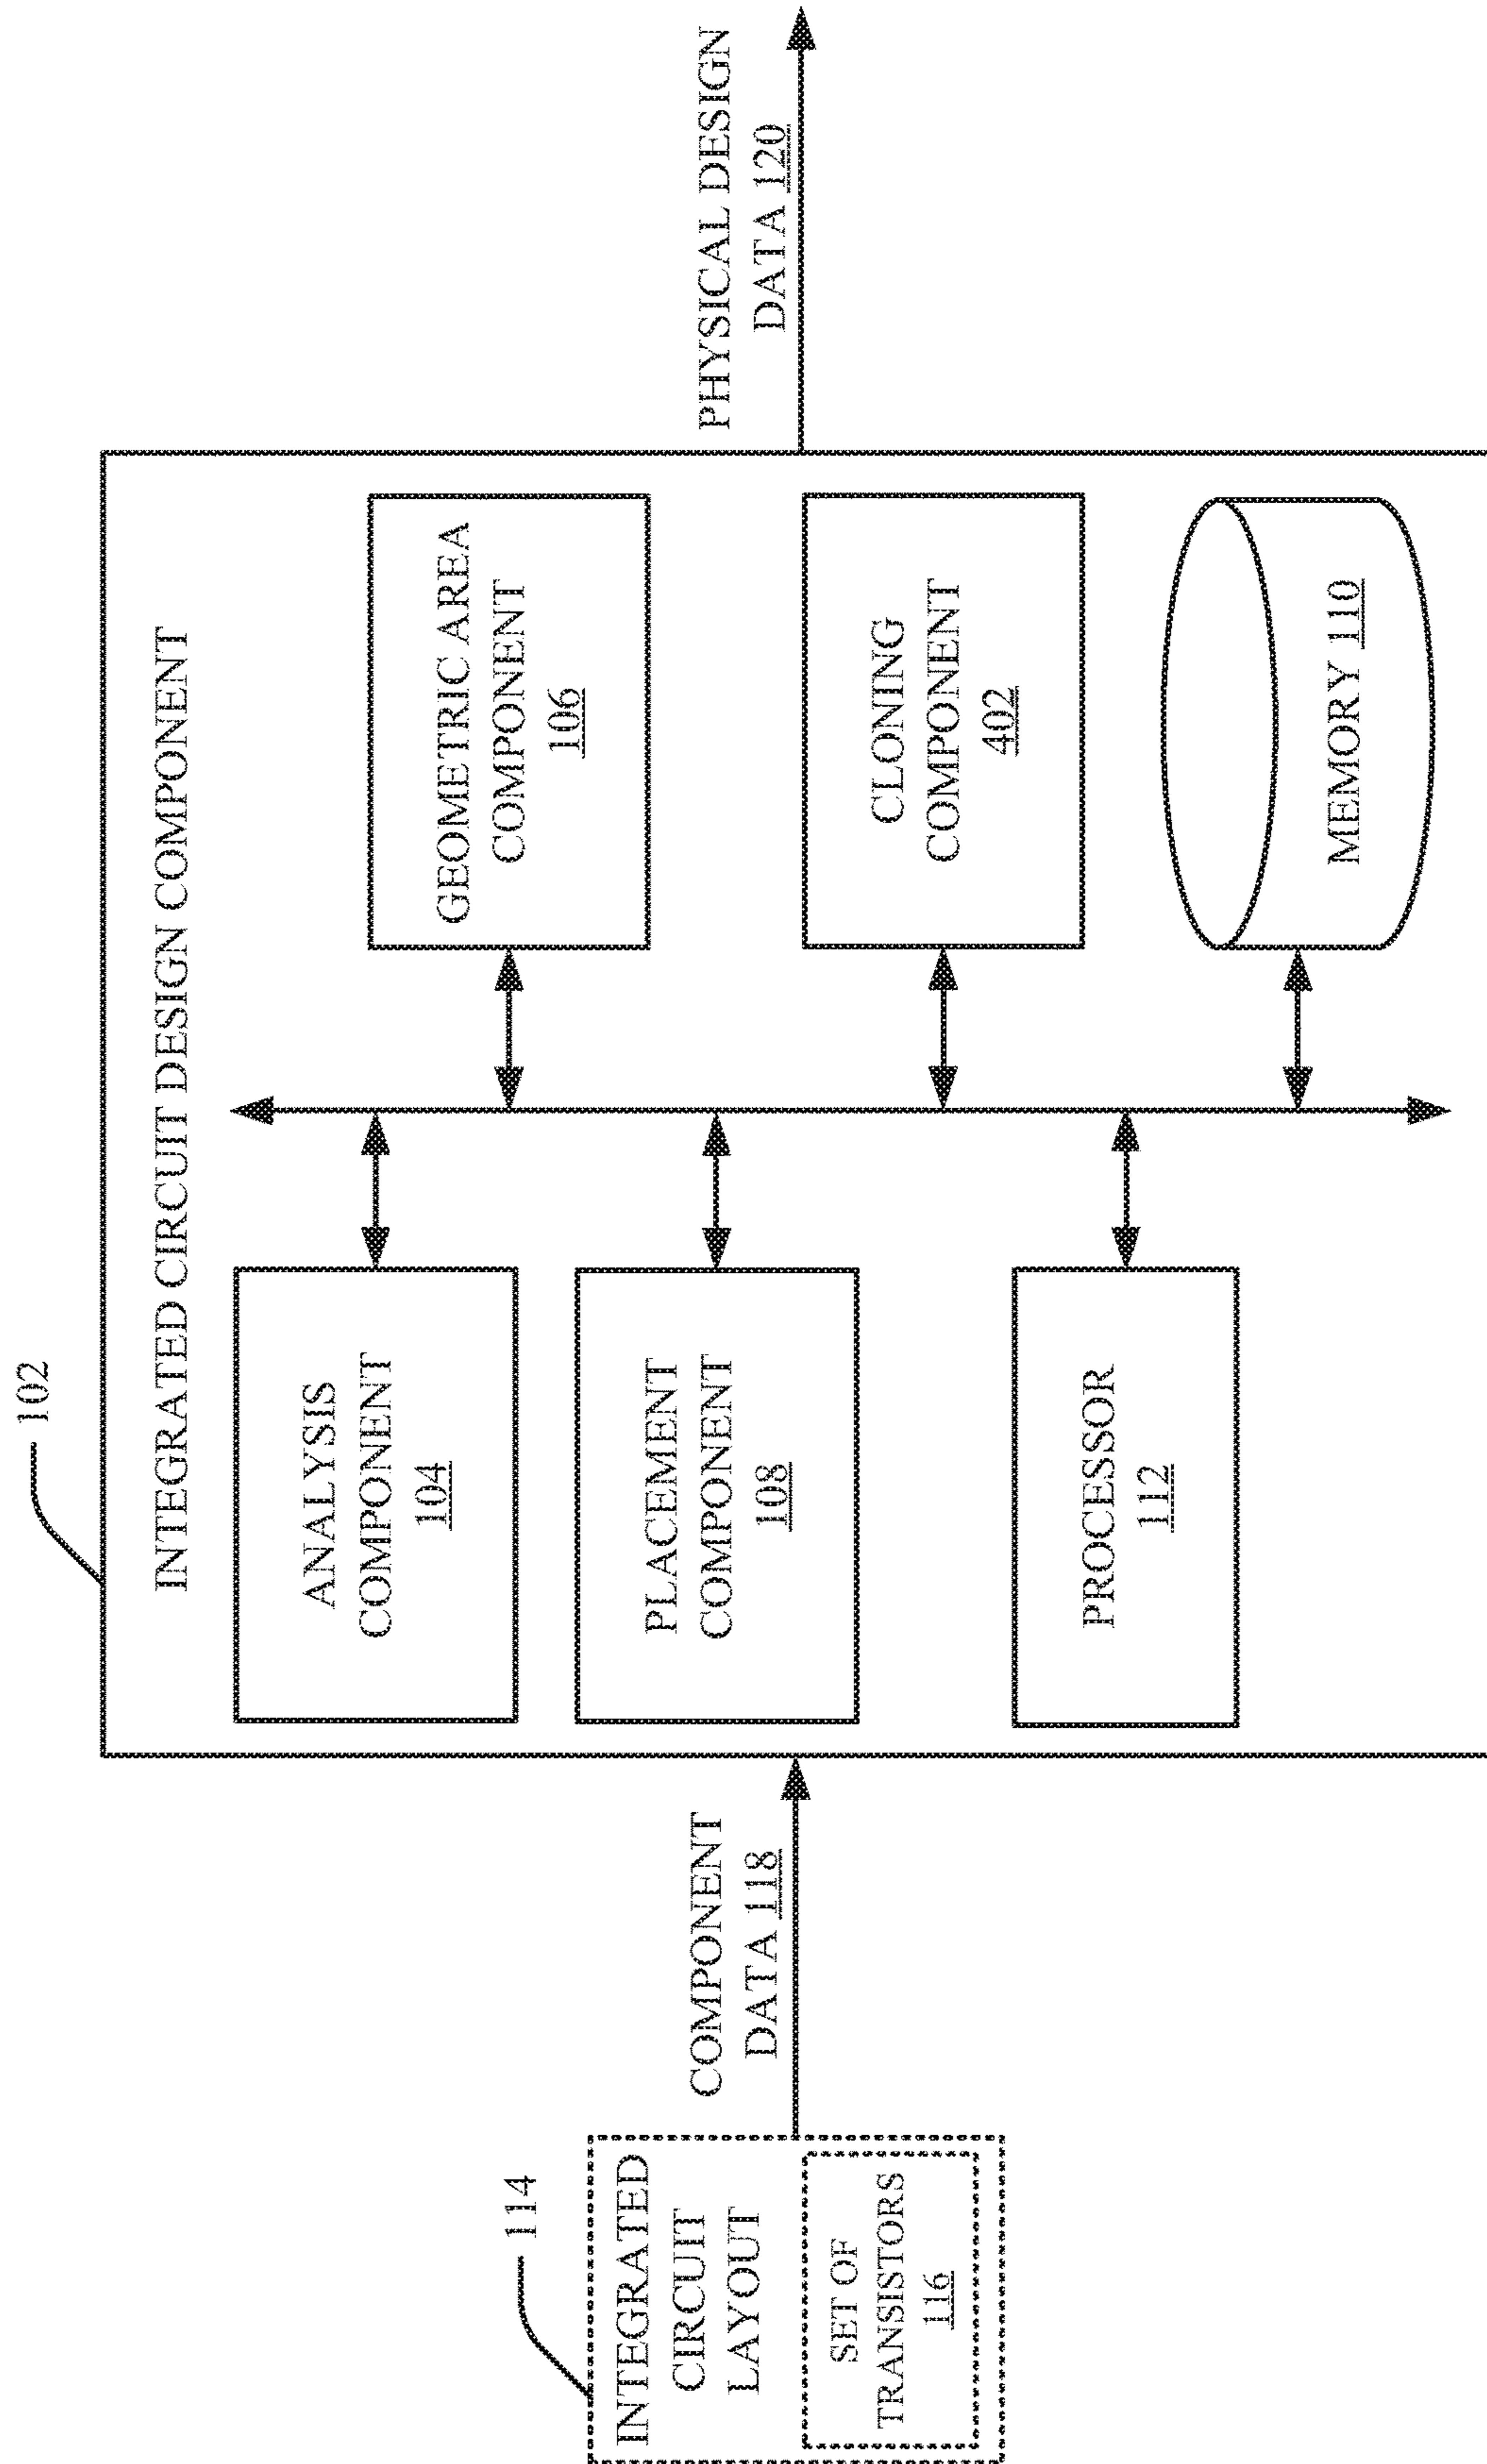 102
INTEGRATED CIRCUIT DESIGN COMPONENT
ANALYSIS
COMPONENT
104
GEOMETRIC AREA
COMPONENT
106
PLACEMENT
COMPONENT
108
CLONING
COMPONENT
402
PROCESSOR
112
MEMORY 110
114
INTEGRATED
CIRCUIT
LAYOUT
SET OF
TRANSISTORS
116
COMPONENT
DATA 118
PHYSICAL DESIGN
DATA 120